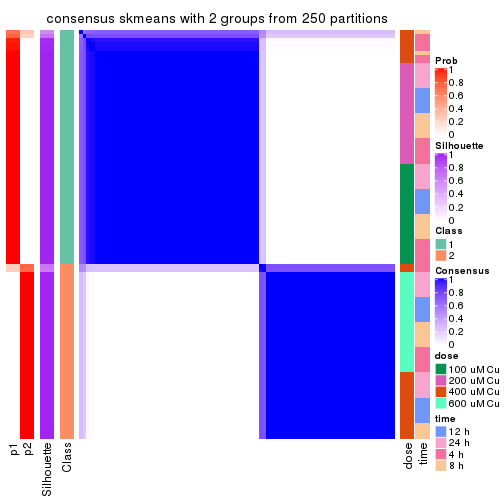 consensus skmeans with 2 groups from 250 partitions
p1
p2
Silhouette
Class
dose
time
Prob
1
0.8
0.6
0.4
0.2
0
Silhouette
1
0.8
0.6
0.4
0.2
0
Class
1
2
Consensus
1
0.8
0.6
0.4
0.2
0
dose
100 uM Cu
200 uM Cu
400 uM Cu
600 uM Cu
time
12 h
24 h
4 h
8 h